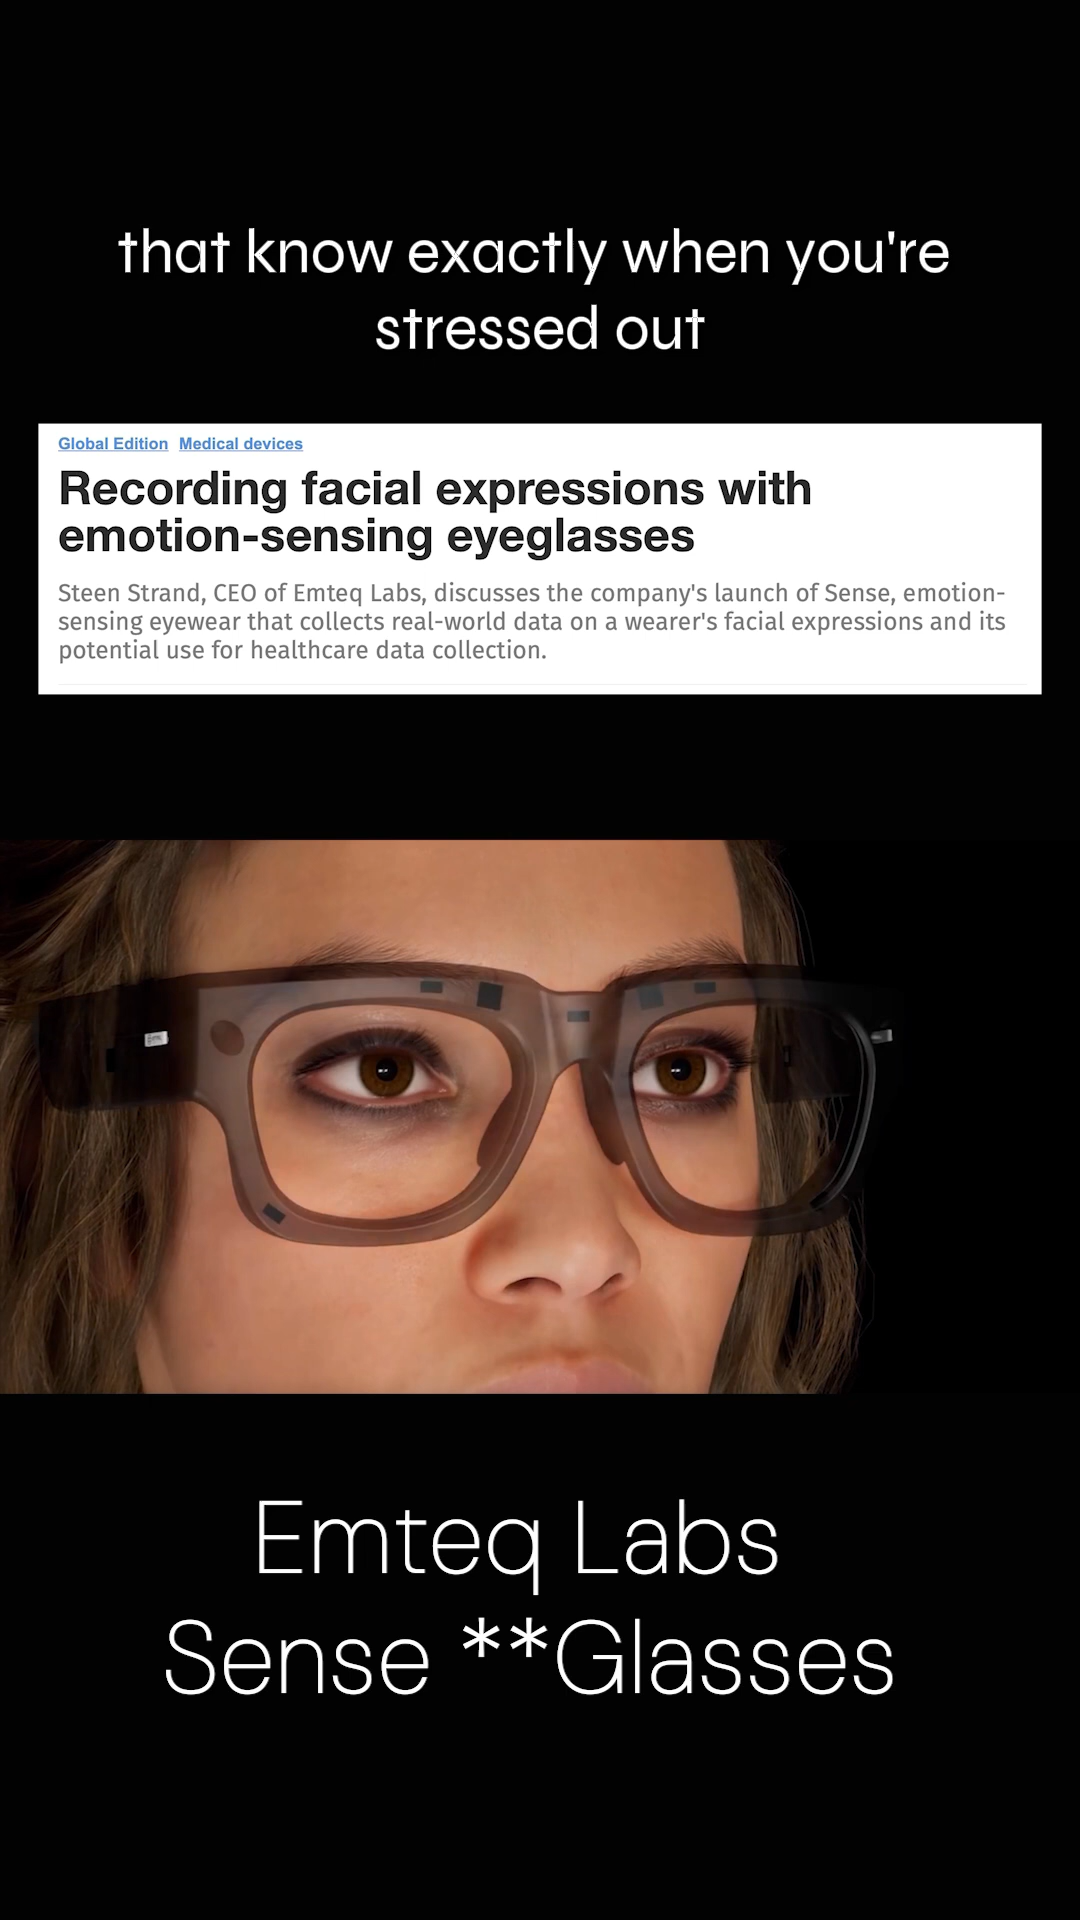 that know exactly when you're
stressed out
Global Edition Medical devices
Recording facial expressions with
emotion-sensing eyeglasses
Steen Strand, CEO of Emteq Labs, discusses the company's launch of Sense, emotion-
sensing eyewear that collects real-world data on a wearer's facial expressions and its
potential use for healthcare data collection.
Emteq Labs
Sense **Glasses